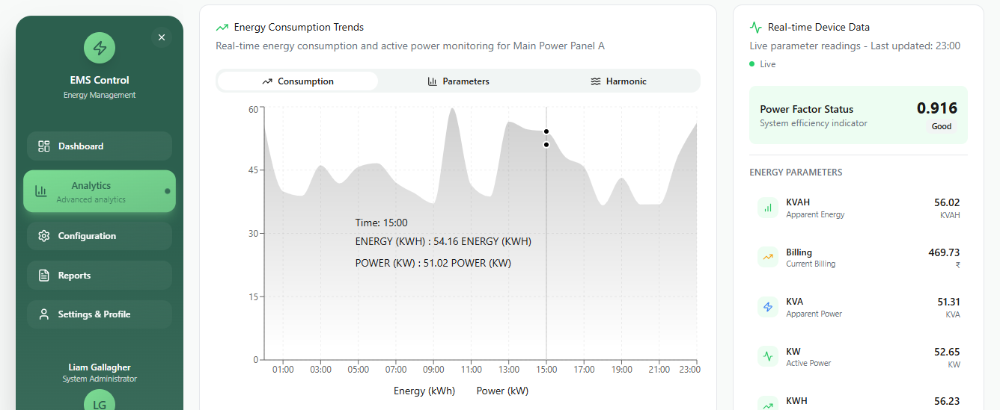 EMS Control
Energy Management
Dashboard
Analytics
Advanced analytics
Configuration
Reports
Settings & Profile
Liam Gallagher
System Administrator
LG
Energy Consumption Trends
Real-time energy consumption and active power monitoring for Main Power Panel A
Consumption
Parameters
Harmonic
60
45
30
15
0
Time: 15:00
ENERGY (KWH) : 54.16 ENERGY (KWH)
POWER (KW) : 51.02 POWER (KW)
01:00 03:00 05:00 07:00 09:00 11:00 13:00 15:00 17:00 19:00 21:00 23:00
Energy (kWh) Power (kW)
Real-time Device Data
Live parameter readings - Last updated: 23:00
Live
Power Factor Status 0.916
System efficiency indicator Good
ENERGY PARAMETERS
KVAH 56.02
Apparent Energy KVAH
Billing 469.73
Current Billing ₹
KVA 51.31
Apparent Power KVA
KW 52.65
Active Power KW
KWH 56.23